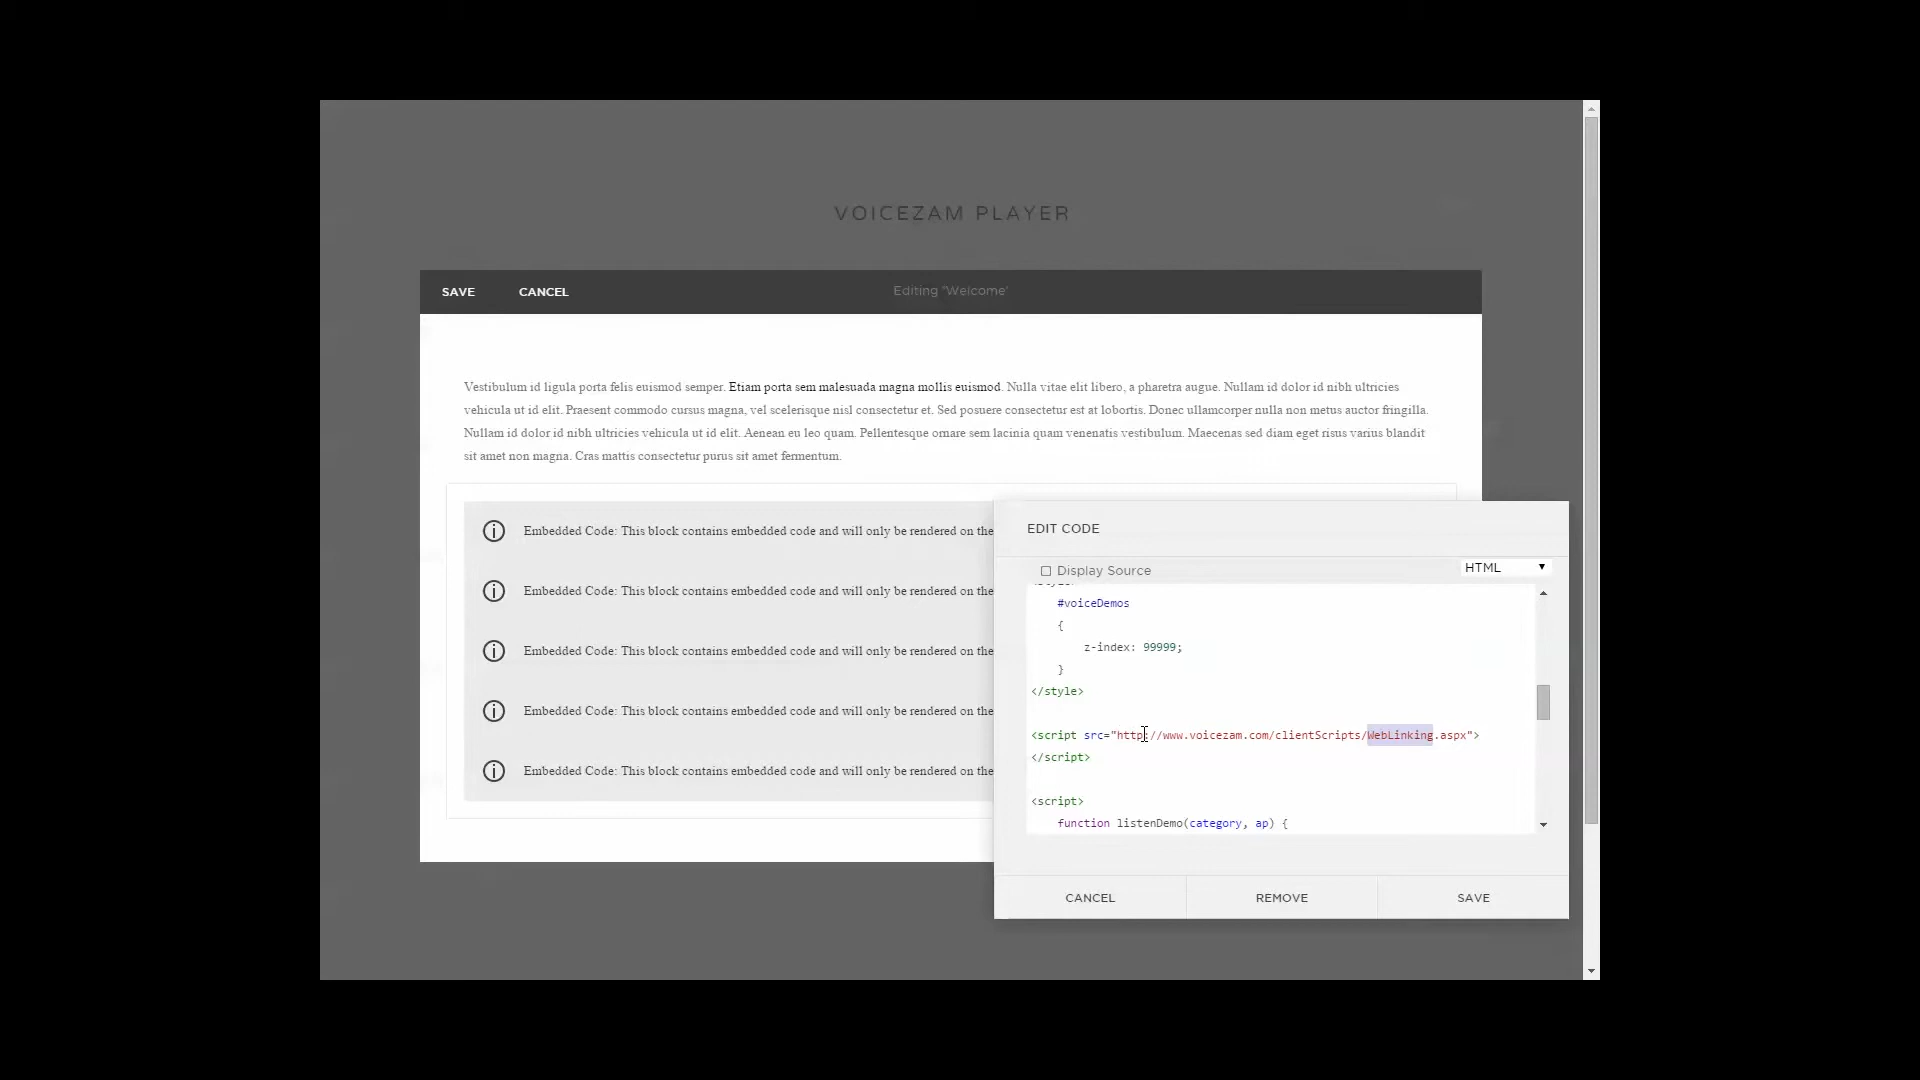 VOICEZAM PLAYER
SAVE CANCEL Editing 'Welcome'
Vestibulum id ligula porta felis euismod semper. Etiam porta sem malesuada magna mollis euismod. Nulla vitae elit libero, a pharetra augue. Nullam id dolor id nibh ultricies
vehicula ut id elit. Praesent commodo cursus magna, vel scelerisque nisl consectetur et. Sed posuere consectetur est at lobortis. Donec ullamcorper nulla non metus auctor fringilla.
Nullam id dolor id nibh ultricies vehicula ut id elit. Aenean eu leo quam. Pellentesque ornare sem lacinia quam venenatis vestibulum. Maecenas sed diam eget risus varius blandit
sit amet non magna. Cras mattis consectetur purus sit amet fermentum.
Embedded Code: This block contains embedded code and will only be rendered on the
Embedded Code: This block contains embedded code and will only be rendered on the
Embedded Code: This block contains embedded code and will only be rendered on the
Embedded Code: This block contains embedded code and will only be rendered on the
Embedded Code: This block contains embedded code and will only be rendered on the
EDIT CODE
Display Source HTML
#voiceDemos
{
z-index: 99999;
}
</style>
<script src="http://www.voicezam.com/clientScripts/WebLinking.aspx">
</script>
<script>
function listenDemo(category, ap) {
CANCEL REMOVE SAVE